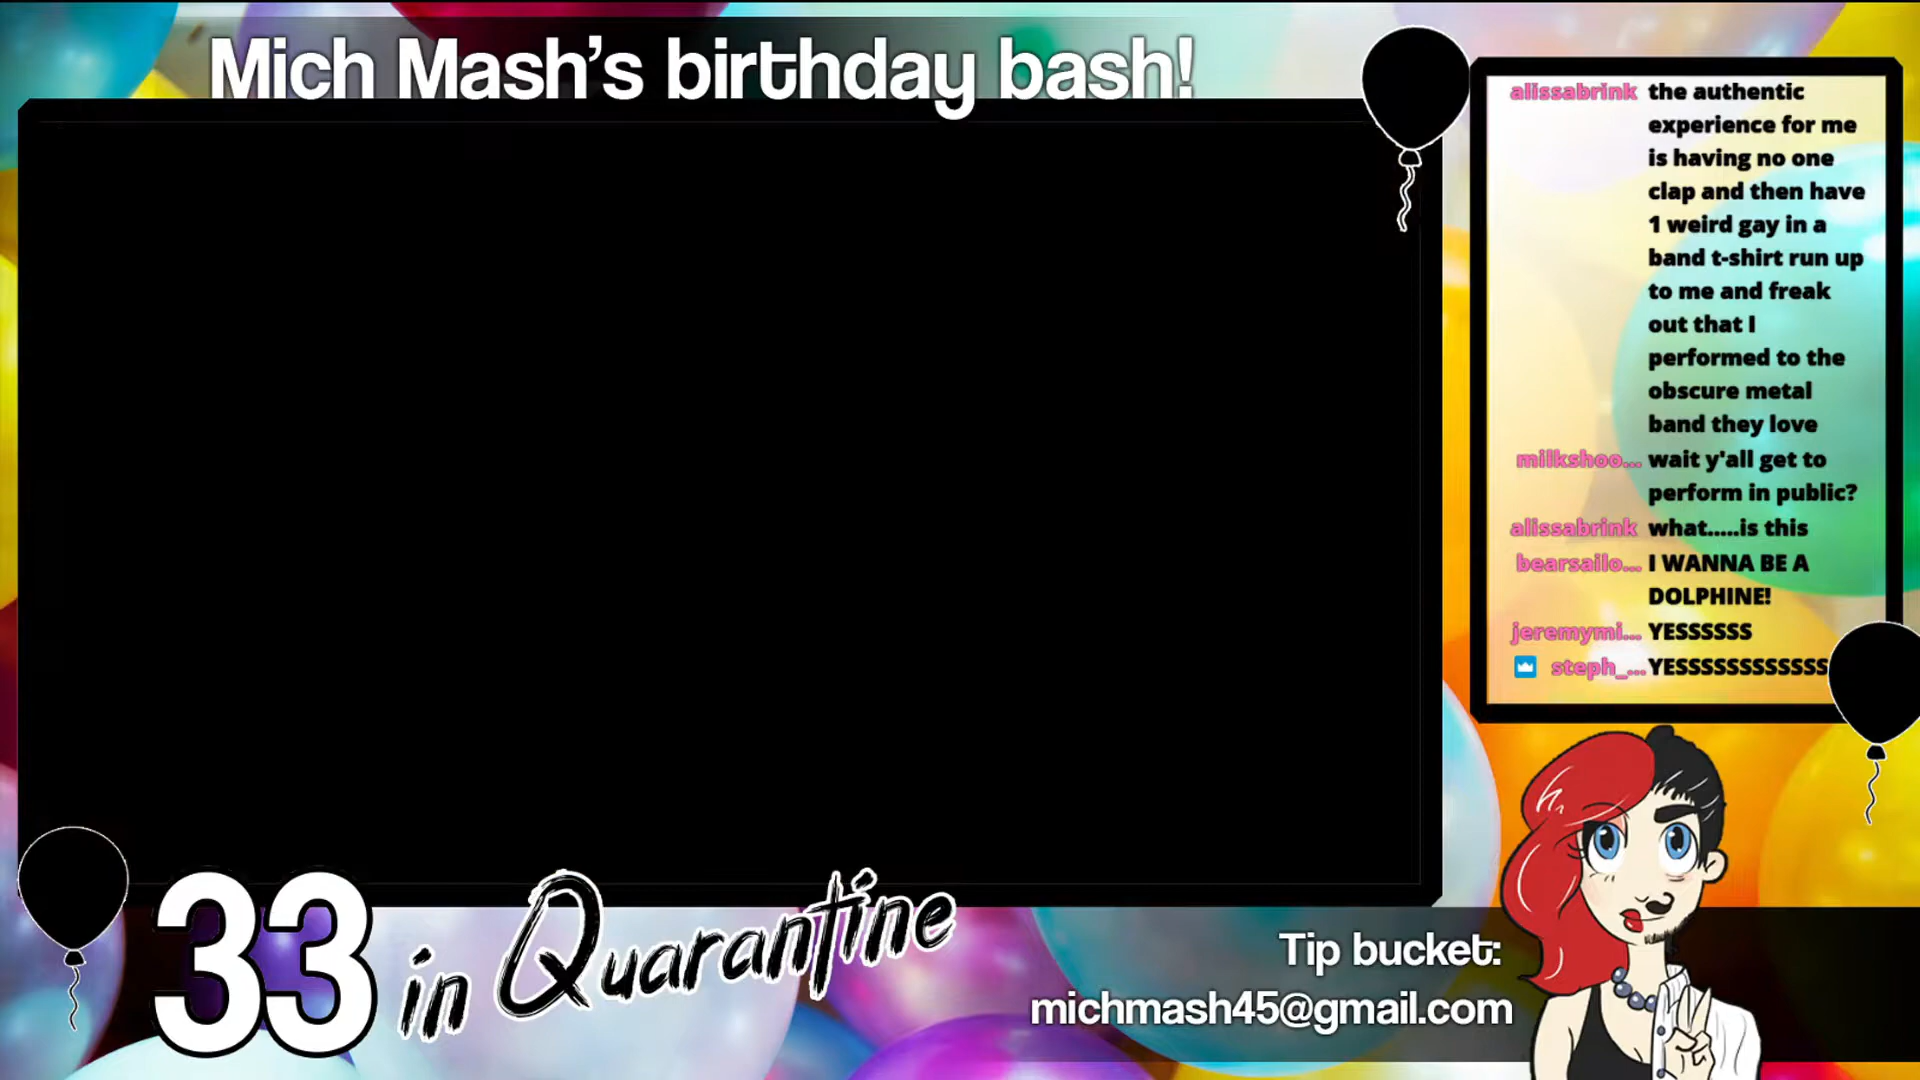 Mich Mash's birthday bash!
alissabrink the authentic
experience for me
is having no one
clap and then have
1 weird gay in a
band t-shirt run up
to me and freak
out that I
performed to the
obscure metal
band they love
milkshoo... wait y'all get to
perform in public?
alissabrink what.....is this
bearsailo... I WANNA BE A
DOLPHINE!
jeremymi... YESSSSSS
steph_... YESSSSSSSSSSSS
33 in Quarantine
Tip bucket:
michmash45@gmail.com